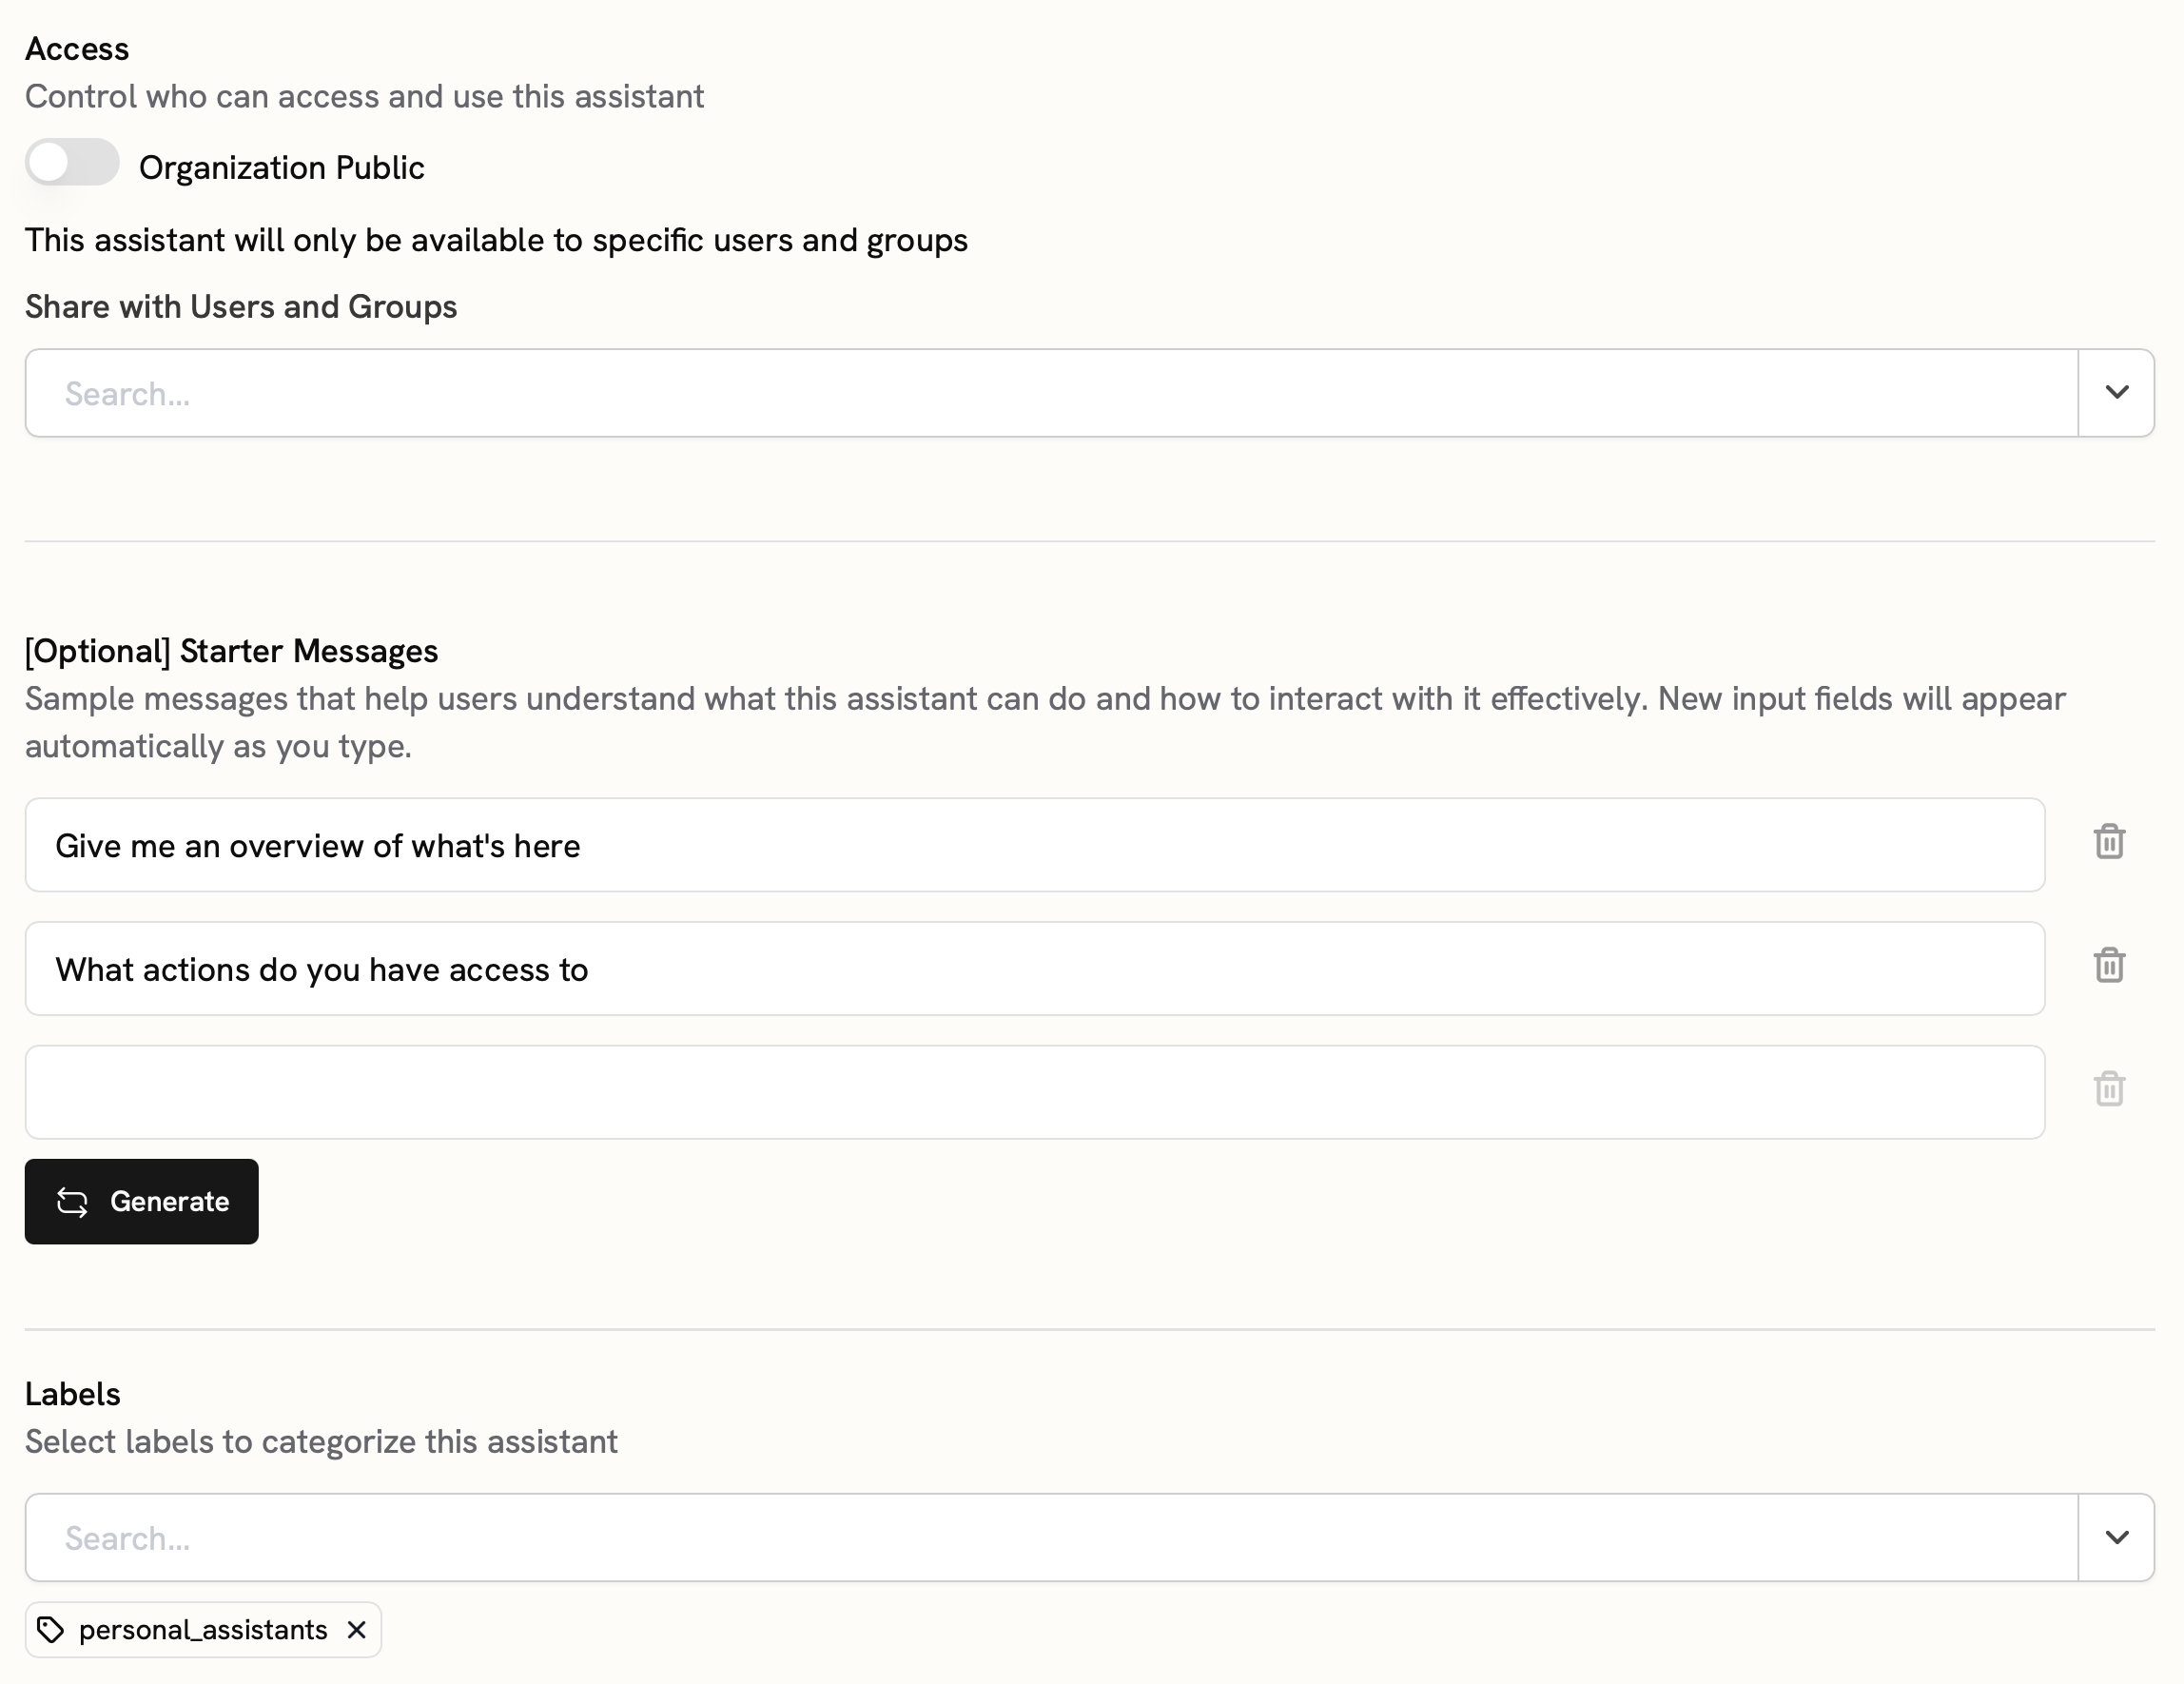 Access
Control who can access and use this assistant
Organization Public
This assistant will only be available to specific users and groups
Share with Users and Groups
Search...
[Optional] Starter Messages
Sample messages that help users understand what this assistant can do and how to interact with it effectively. New input fields will appear
automatically as you type.
Give me an overview of what's here
What actions do you have access to
Generate
Labels
Select labels to categorize this assistant
Search...
personal_assistants